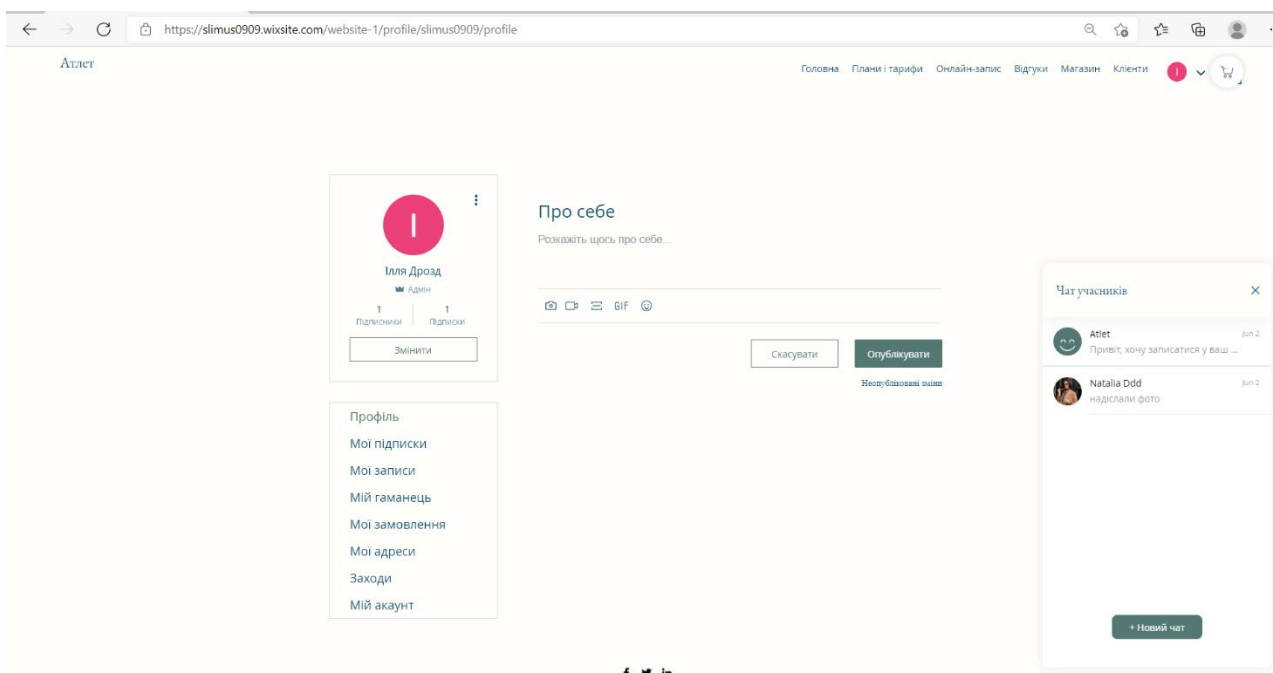 https://slimus0909.wixsite.com/website-1/profile/slimus0909/profile
Атлет
Головна Плани і тарифи Онлайн-запис Відгуки Магазин Клієнти
І
І
Ілля Дрозд
Адмін
1 1
Підписники Підписки
Змінити
Про себе
Розкажіть щось про себе...
GIF
Скасувати Опублікувати
Неопубліковані зміни
Профіль
Мої підписки
Мої записи
Мій гаманець
Мої замовлення
Мої адреси
Заходи
Мій акаунт
Чат учасників
Atlet Jun 2
Привіт, хочу записатися у ваш ...
Natalia Ddd Jun 2
надіслали фото
+ Новий чат